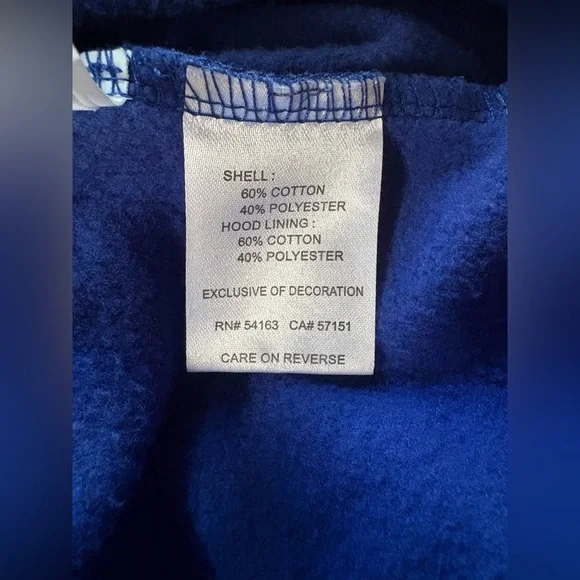 SHELL :
60% COTTON
40% POLYESTER
HOOD LINING :
60% COTTON
40% POLYESTER
EXCLUSIVE OF DECORATION
RN# 54163 CA# 57151
CARE ON REVERSE